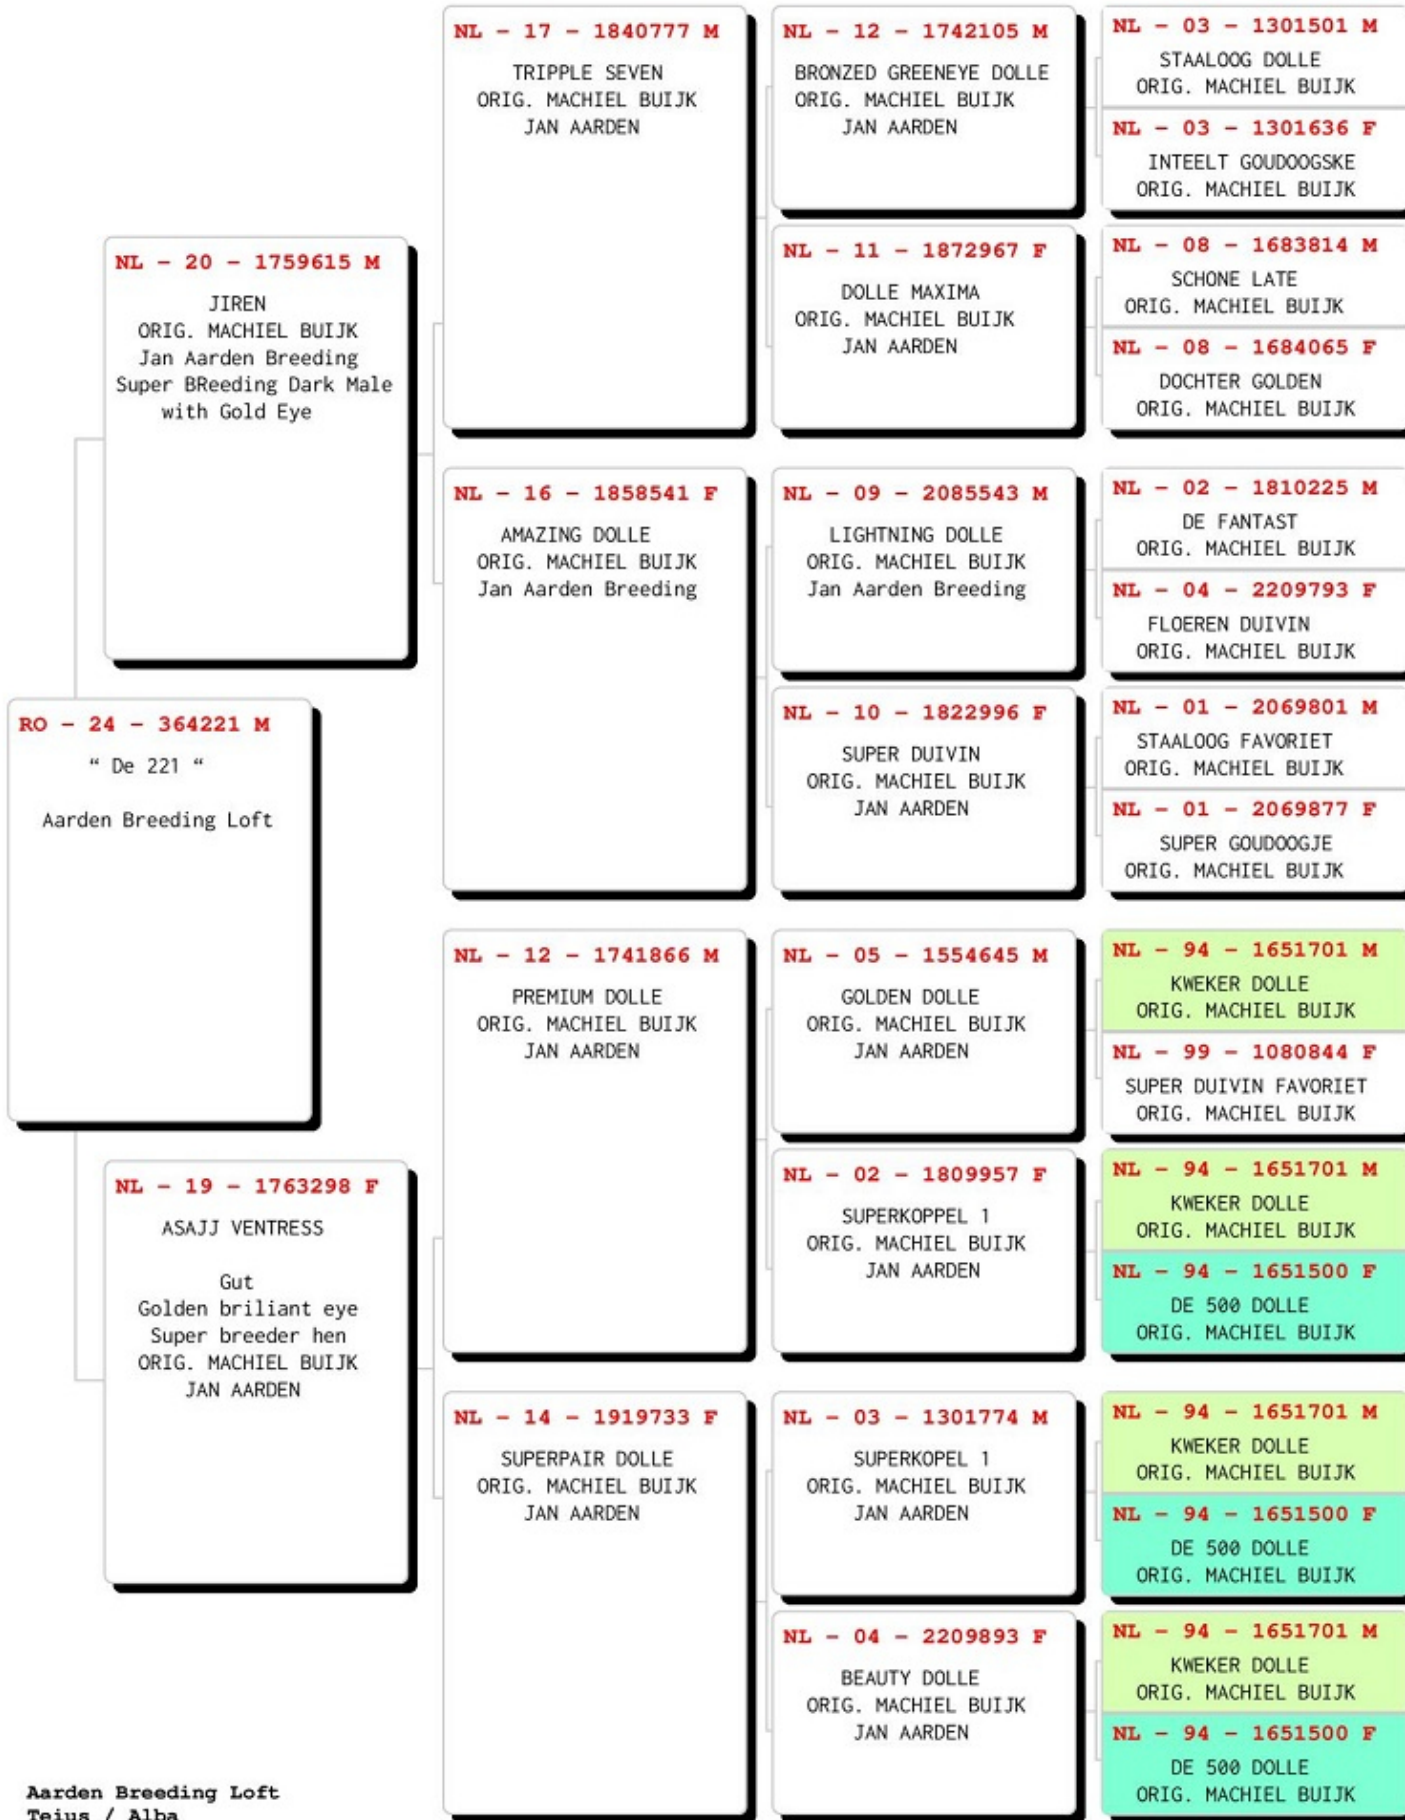 NL - 17 - 1840777 M
TRIPPLE SEVEN
ORIG. MACHIEL BUIJK
JAN AARDEN
NL - 12 - 1742105 M
BRONZED GREENEYE DOLLE
ORIG. MACHIEL BUIJK
JAN AARDEN
NL - 03 - 1301501 M
STAALOOG DOLLE
ORIG. MACHIEL BUIJK
NL - 03 - 1301636 F
INTEELT GOUDOOGSKE
ORIG. MACHIEL BUIJK
NL - 11 - 1872967 F
DOLLE MAXIMA
ORIG. MACHIEL BUIJK
JAN AARDEN
NL - 08 - 1683814 M
SCHONE LATE
ORIG. MACHIEL BUIJK
NL - 08 - 1684065 F
DOCHTER GOLDEN
ORIG. MACHIEL BUIJK
NL - 20 - 1759615 M
JIREN
ORIG. MACHIEL BUIJK
Jan Aarden Breeding
Super BReeding Dark Male
with Gold Eye
NL - 16 - 1858541 F
AMAZING DOLLE
ORIG. MACHIEL BUIJK
Jan Aarden Breeding
NL - 09 - 2085543 M
LIGHTNING DOLLE
ORIG. MACHIEL BUIJK
Jan Aarden Breeding
NL - 02 - 1810225 M
DE FANTAST
ORIG. MACHIEL BUIJK
NL - 04 - 2209793 F
FLOEREN DUIVIN
ORIG. MACHIEL BUIJK
NL - 10 - 1822996 F
SUPER DUIVIN
ORIG. MACHIEL BUIJK
JAN AARDEN
NL - 01 - 2069801 M
STAALOOG FAVORIET
ORIG. MACHIEL BUIJK
NL - 01 - 2069877 F
SUPER GOUDOOGJE
ORIG. MACHIEL BUIJK
RO - 24 - 364221 M
“ De 221 “
Aarden Breeding Loft
NL - 12 - 1741866 M
PREMIUM DOLLE
ORIG. MACHIEL BUIJK
JAN AARDEN
NL - 05 - 1554645 M
GOLDEN DOLLE
ORIG. MACHIEL BUIJK
JAN AARDEN
NL - 94 - 1651701 M
KWEKER DOLLE
ORIG. MACHIEL BUIJK
NL - 99 - 1080844 F
SUPER DUIVIN FAVORIET
ORIG. MACHIEL BUIJK
NL - 02 - 1809957 F
SUPERKOPPEL 1
ORIG. MACHIEL BUIJK
JAN AARDEN
NL - 94 - 1651701 M
KWEKER DOLLE
ORIG. MACHIEL BUIJK
NL - 94 - 1651500 F
DE 500 DOLLE
ORIG. MACHIEL BUIJK
NL - 19 - 1763298 F
ASAJJ VENTRESS
Gut
Golden briliant eye
Super breeder hen
ORIG. MACHIEL BUIJK
JAN AARDEN
NL - 14 - 1919733 F
SUPERPAIR DOLLE
ORIG. MACHIEL BUIJK
JAN AARDEN
NL - 03 - 1301774 M
SUPERKOPEL 1
ORIG. MACHIEL BUIJK
JAN AARDEN
NL - 94 - 1651701 M
KWEKER DOLLE
ORIG. MACHIEL BUIJK
NL - 94 - 1651500 F
DE 500 DOLLE
ORIG. MACHIEL BUIJK
NL - 04 - 2209893 F
BEAUTY DOLLE
ORIG. MACHIEL BUIJK
JAN AARDEN
NL - 94 - 1651701 M
KWEKER DOLLE
ORIG. MACHIEL BUIJK
NL - 94 - 1651500 F
DE 500 DOLLE
ORIG. MACHIEL BUIJK
Aarden Breeding Loft
Teius / Alba